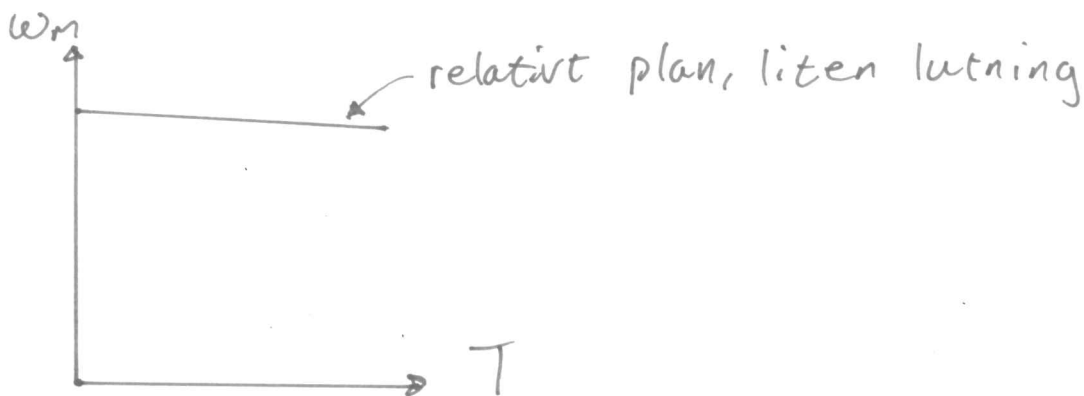 ωm
relativt plan, liten lutning
T